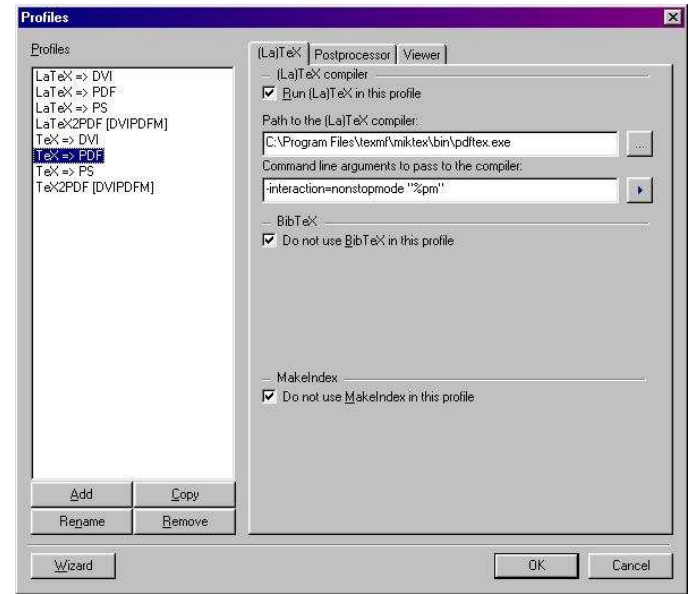 Profiles
Profiles
LaTeX => DVI
LaTeX => PDF
LaTeX => PS
LaTeX2PDF [DVIPDFM]
TeX => DVI
TeX => PDF
TeX => PS
TeX2PDF [DVIPDFM]
Add Copy
Rename Remove
Wizard
(La)TeX Postprocessor Viewer
(La)TeX compiler
Run (La)TeX in this profile
Path to the (La)TeX compiler:
C:\Program Files\texmf\miktex\bin\pdftex.exe
...
Command line arguments to pass to the compiler:
-interaction=nonstopmode "%pm"
BibTeX
Do not use BibTeX in this profile
MakeIndex
Do not use MakeIndex in this profile
OK Cancel